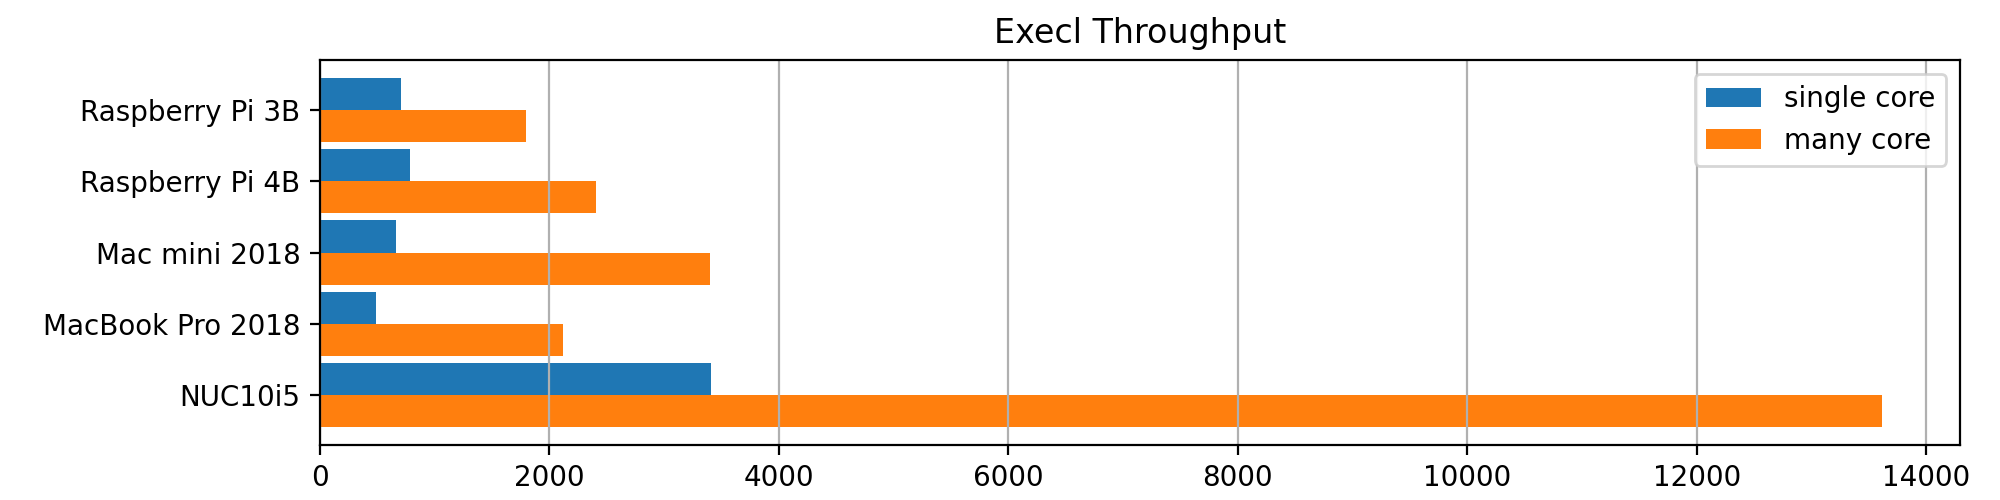 Execl Throughput
single core
many core
Raspberry Pi 3B
Raspberry Pi 4B
Mac mini 2018
MacBook Pro 2018
NUC10i5
0 2000 4000 6000 8000 10000 12000 14000